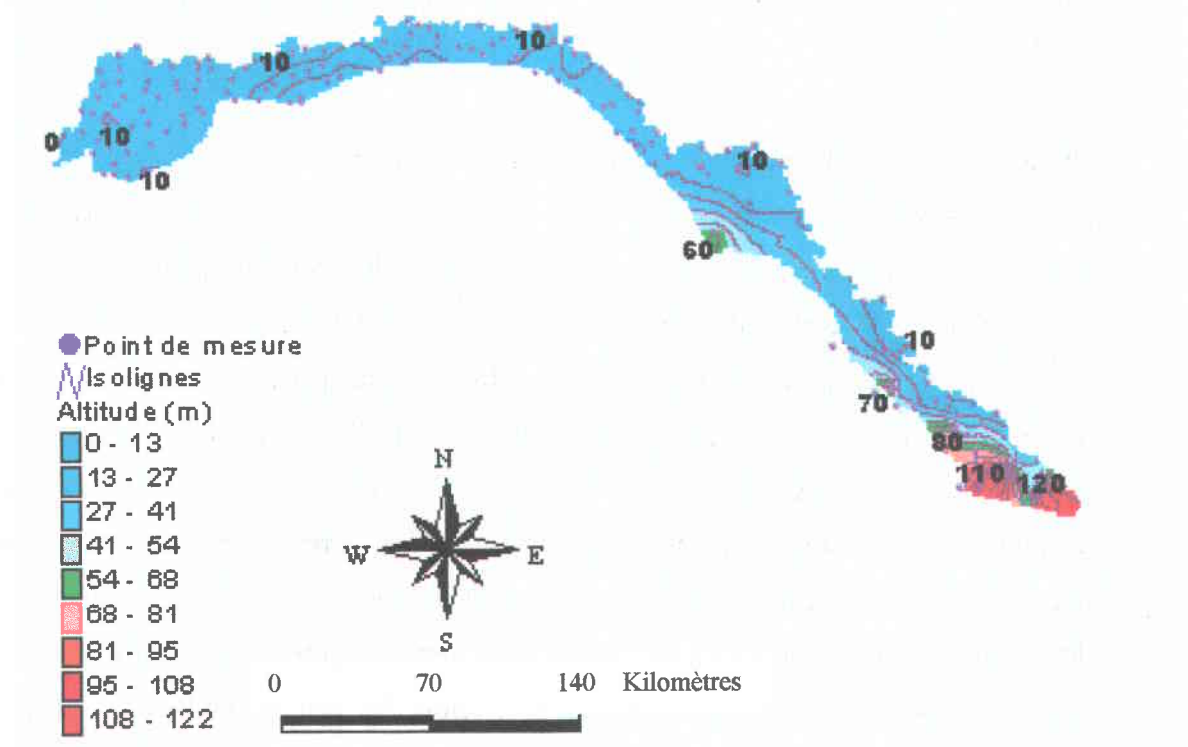 10
10
0
10
10
10
60
10
70
80
110
120
Point de mesure
Isolignes
Altitude (m)
0 - 13
13 - 27
27 - 41
41 - 54
54 - 68
68 - 81
81 - 95
95 - 108
108 - 122
N
W
E
S
0 70 140 Kilomètres